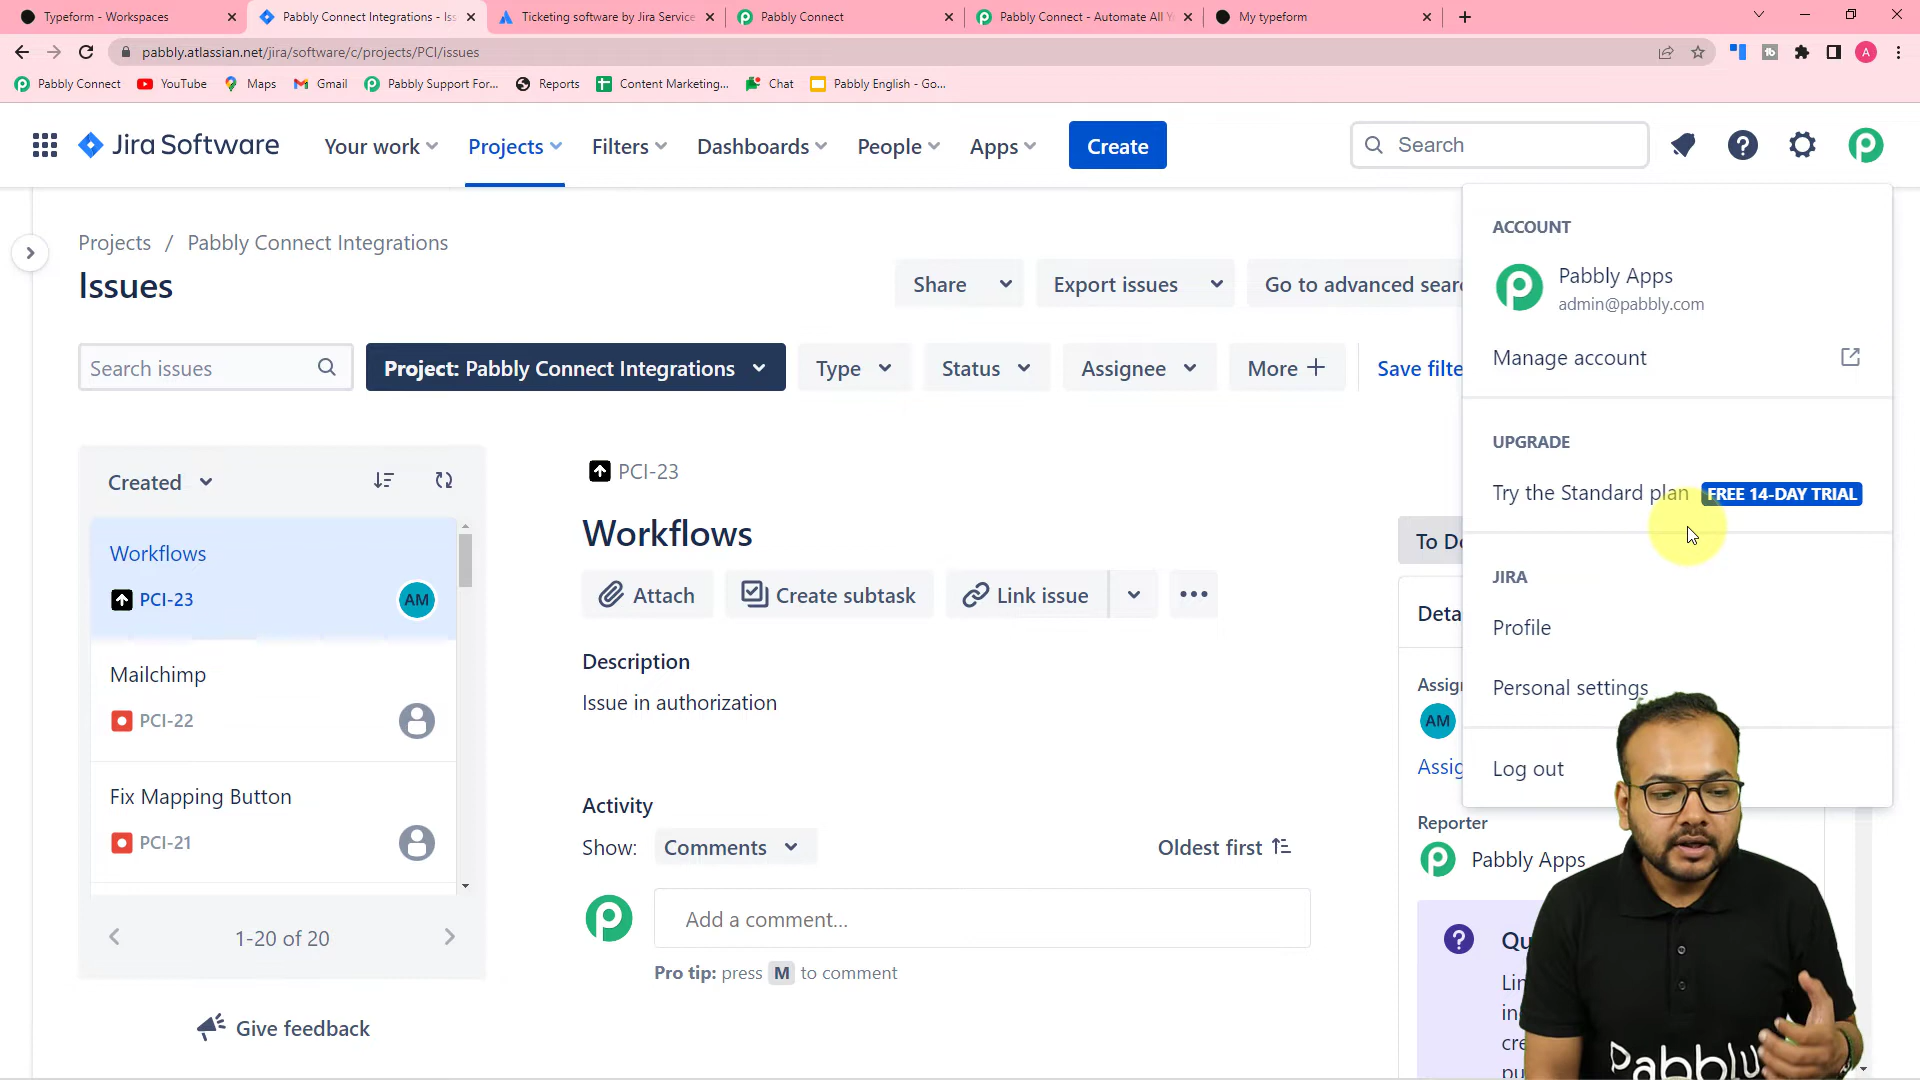 Typeform - Workspaces
Pabbly Connect Integrations - Iss
Ticketing software by Jira Service
Pabbly Connect
Pabbly Connect - Automate All Y
My typeform
pabbly.atlassian.net/jira/software/c/projects/PCI/issues
A
Pabbly Connect
YouTube
Maps
Gmail
Pabbly Support For...
Reports
Content Marketing...
Chat
Pabbly English - Go...
Jira Software
Your work
Projects
Filters
Dashboards
People
Apps
Create
Search
Projects / Pabbly Connect Integrations
Issues
Share
Export issues
Go to advanced sear
Search issues
Project: Pabbly Connect Integrations
Type
Status
Assignee
More
Save filte
Created
Workflows
PCI-23
AM
Mailchimp
PCI-22
Fix Mapping Button
PCI-21
1-20 of 20
Give feedback
PCI-23
Workflows
Attach
Create subtask
Link issue
Description
Issue in authorization
Activity
Show:
Comments
Oldest first
Add a comment...
Pro tip: press M to comment
To Do
Deta
Assig
AM
Assig
Reporter
Pabbly Apps
Qu
Lin
in
cre
pu
ACCOUNT
Pabbly Apps
admin@pabbly.com
Manage account
UPGRADE
Try the Standard plan FREE 14-DAY TRIAL
JIRA
Profile
Personal settings
Log out
Pabblu